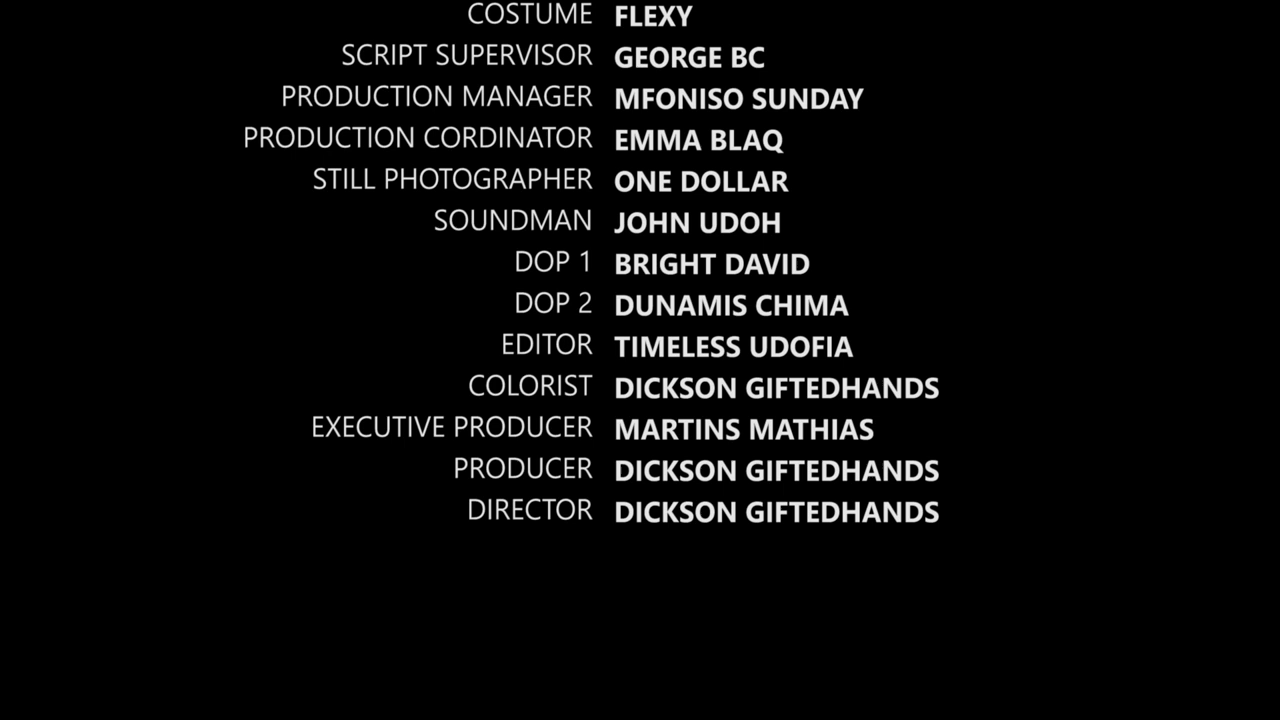 COSTUME FLEXY
SCRIPT SUPERVISOR GEORGE BC
PRODUCTION MANAGER MFONISO SUNDAY
PRODUCTION CORDINATOR EMMA BLAQ
STILL PHOTOGRAPHER ONE DOLLAR
SOUNDMAN JOHN UDOH
DOP 1 BRIGHT DAVID
DOP 2 DUNAMIS CHIMA
EDITOR TIMELESS UDOFIA
COLORIST DICKSON GIFTEDHANDS
EXECUTIVE PRODUCER MARTINS MATHIAS
PRODUCER DICKSON GIFTEDHANDS
DIRECTOR DICKSON GIFTEDHANDS